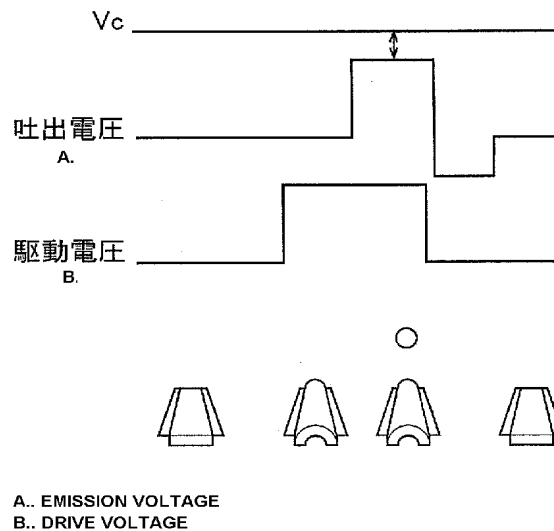 Vc
吐出電圧
A.
駆動電圧
B.
A.. EMISSION VOLTAGE
B.. DRIVE VOLTAGE